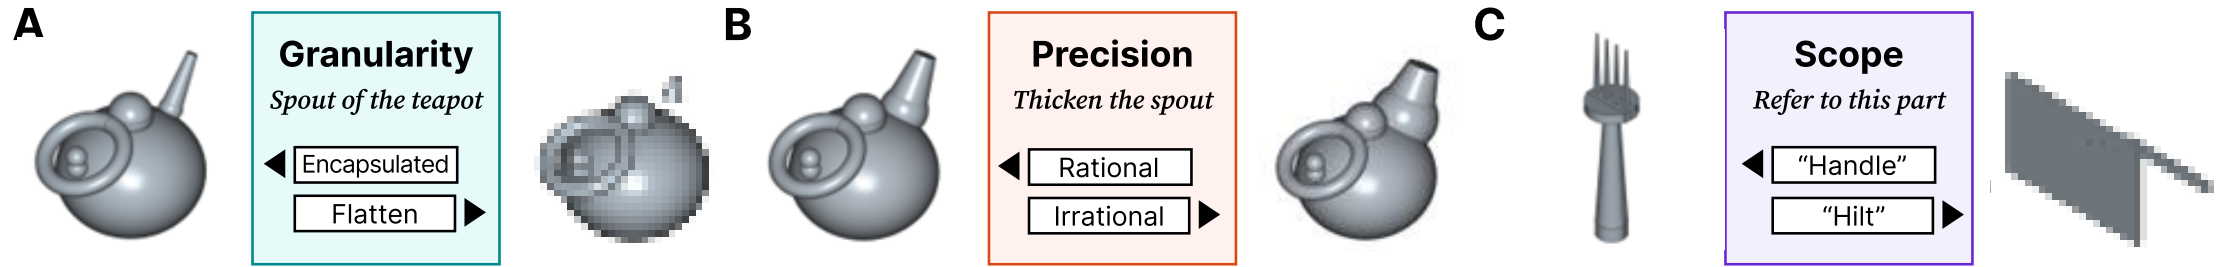 A
Granularity
Spout of the teapot
Encapsulated
Flatten
B
Precision
Thicken the spout
Rational
Irrational
C
Scope
Refer to this part
“Handle”
“Hilt”